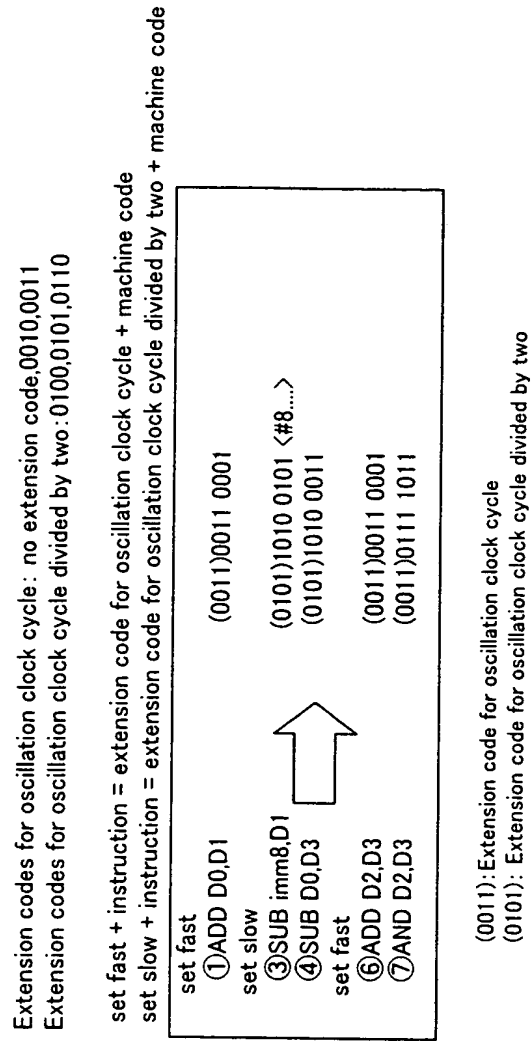 Extension codes for oscillation clock cycle: no extension code,0010,0011
Extension codes for oscillation clock cycle divided by two:0100,0101,0110
set fast + instruction = extension code for oscillation clock cycle + machine code
set slow + instruction = extension code for oscillation clock cycle divided by two + machine code
set fast
①ADD D0,D1 (0011)0011 0001
set slow
③SUB imm8,D1 (0101)1010 0101 <#8....>
④SUB D0,D3 (0101)1010 0011
set fast
⑥ADD D2,D3 (0011)0011 0001
⑦AND D2,D3 (0011)0111 1011
(0011):Extension code for oscillation clock cycle
(0101): Extension code for oscillation clock cycle divided by two